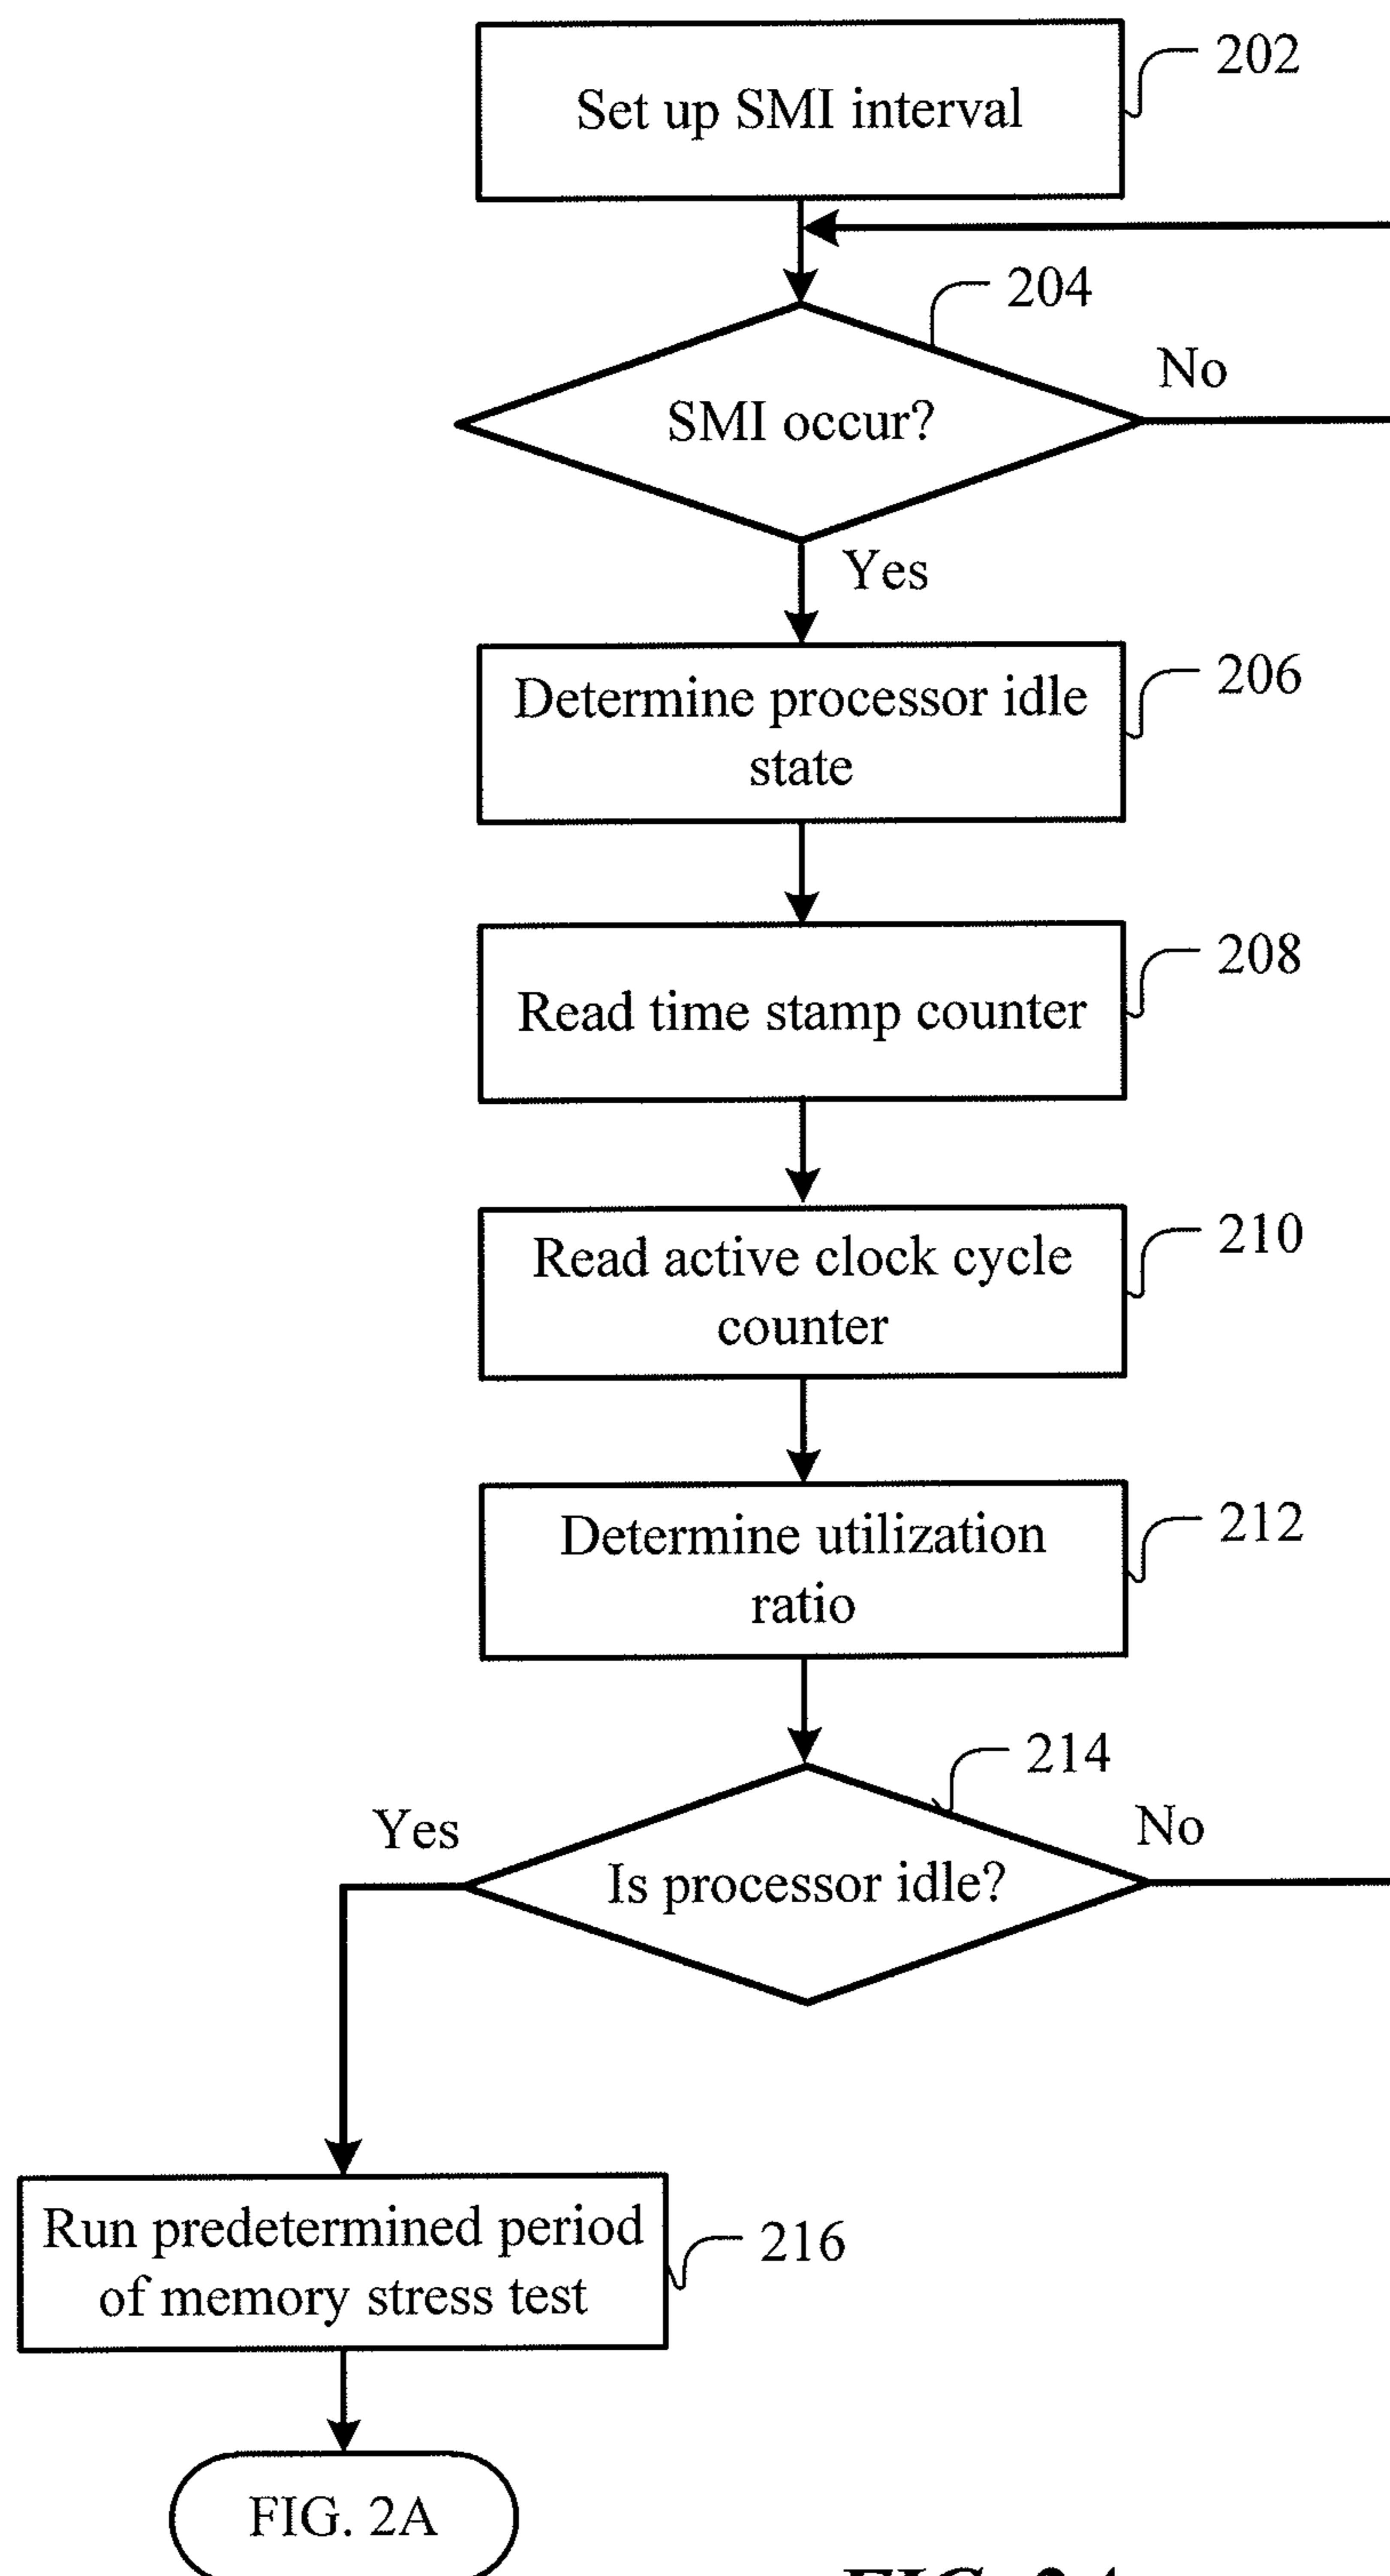 Set up SMI interval
202
204
SMI occur?
No
Yes
Determine processor idle
state
206
Read time stamp counter
208
Read active clock cycle
counter
210
Determine utilization
ratio
212
214
Yes
Is processor idle?
No
Run predetermined period
of memory stress test
216
FIG. 2A